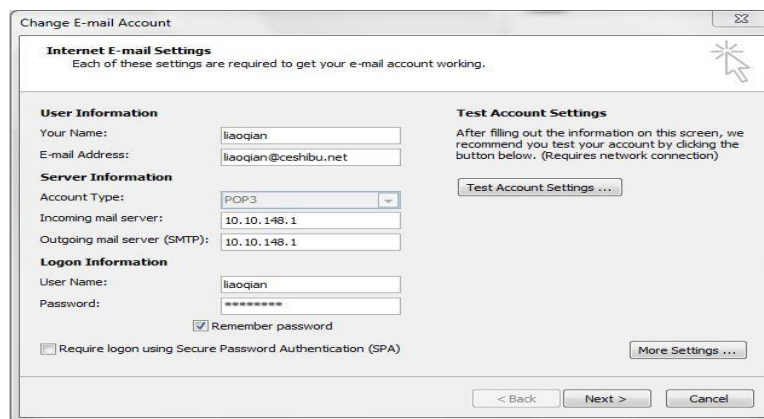 Change E-mail Account
Internet E-mail Settings
Each of these settings are required to get your e-mail account working.
User Information
Your Name: liaoqian
E-mail Address: liaoqian@ceshibu.net
Server Information
Account Type: POP3
Incoming mail server: 10.10.148.1
Outgoing mail server (SMTP): 10.10.148.1
Logon Information
User Name: liaoqian
Password: ********
Remember password
Require logon using Secure Password Authentication (SPA)
Test Account Settings
After filling out the information on this screen, we
recommend you test your account by clicking the
button below. (Requires network connection)
Test Account Settings ...
More Settings ...
< Back Next > Cancel